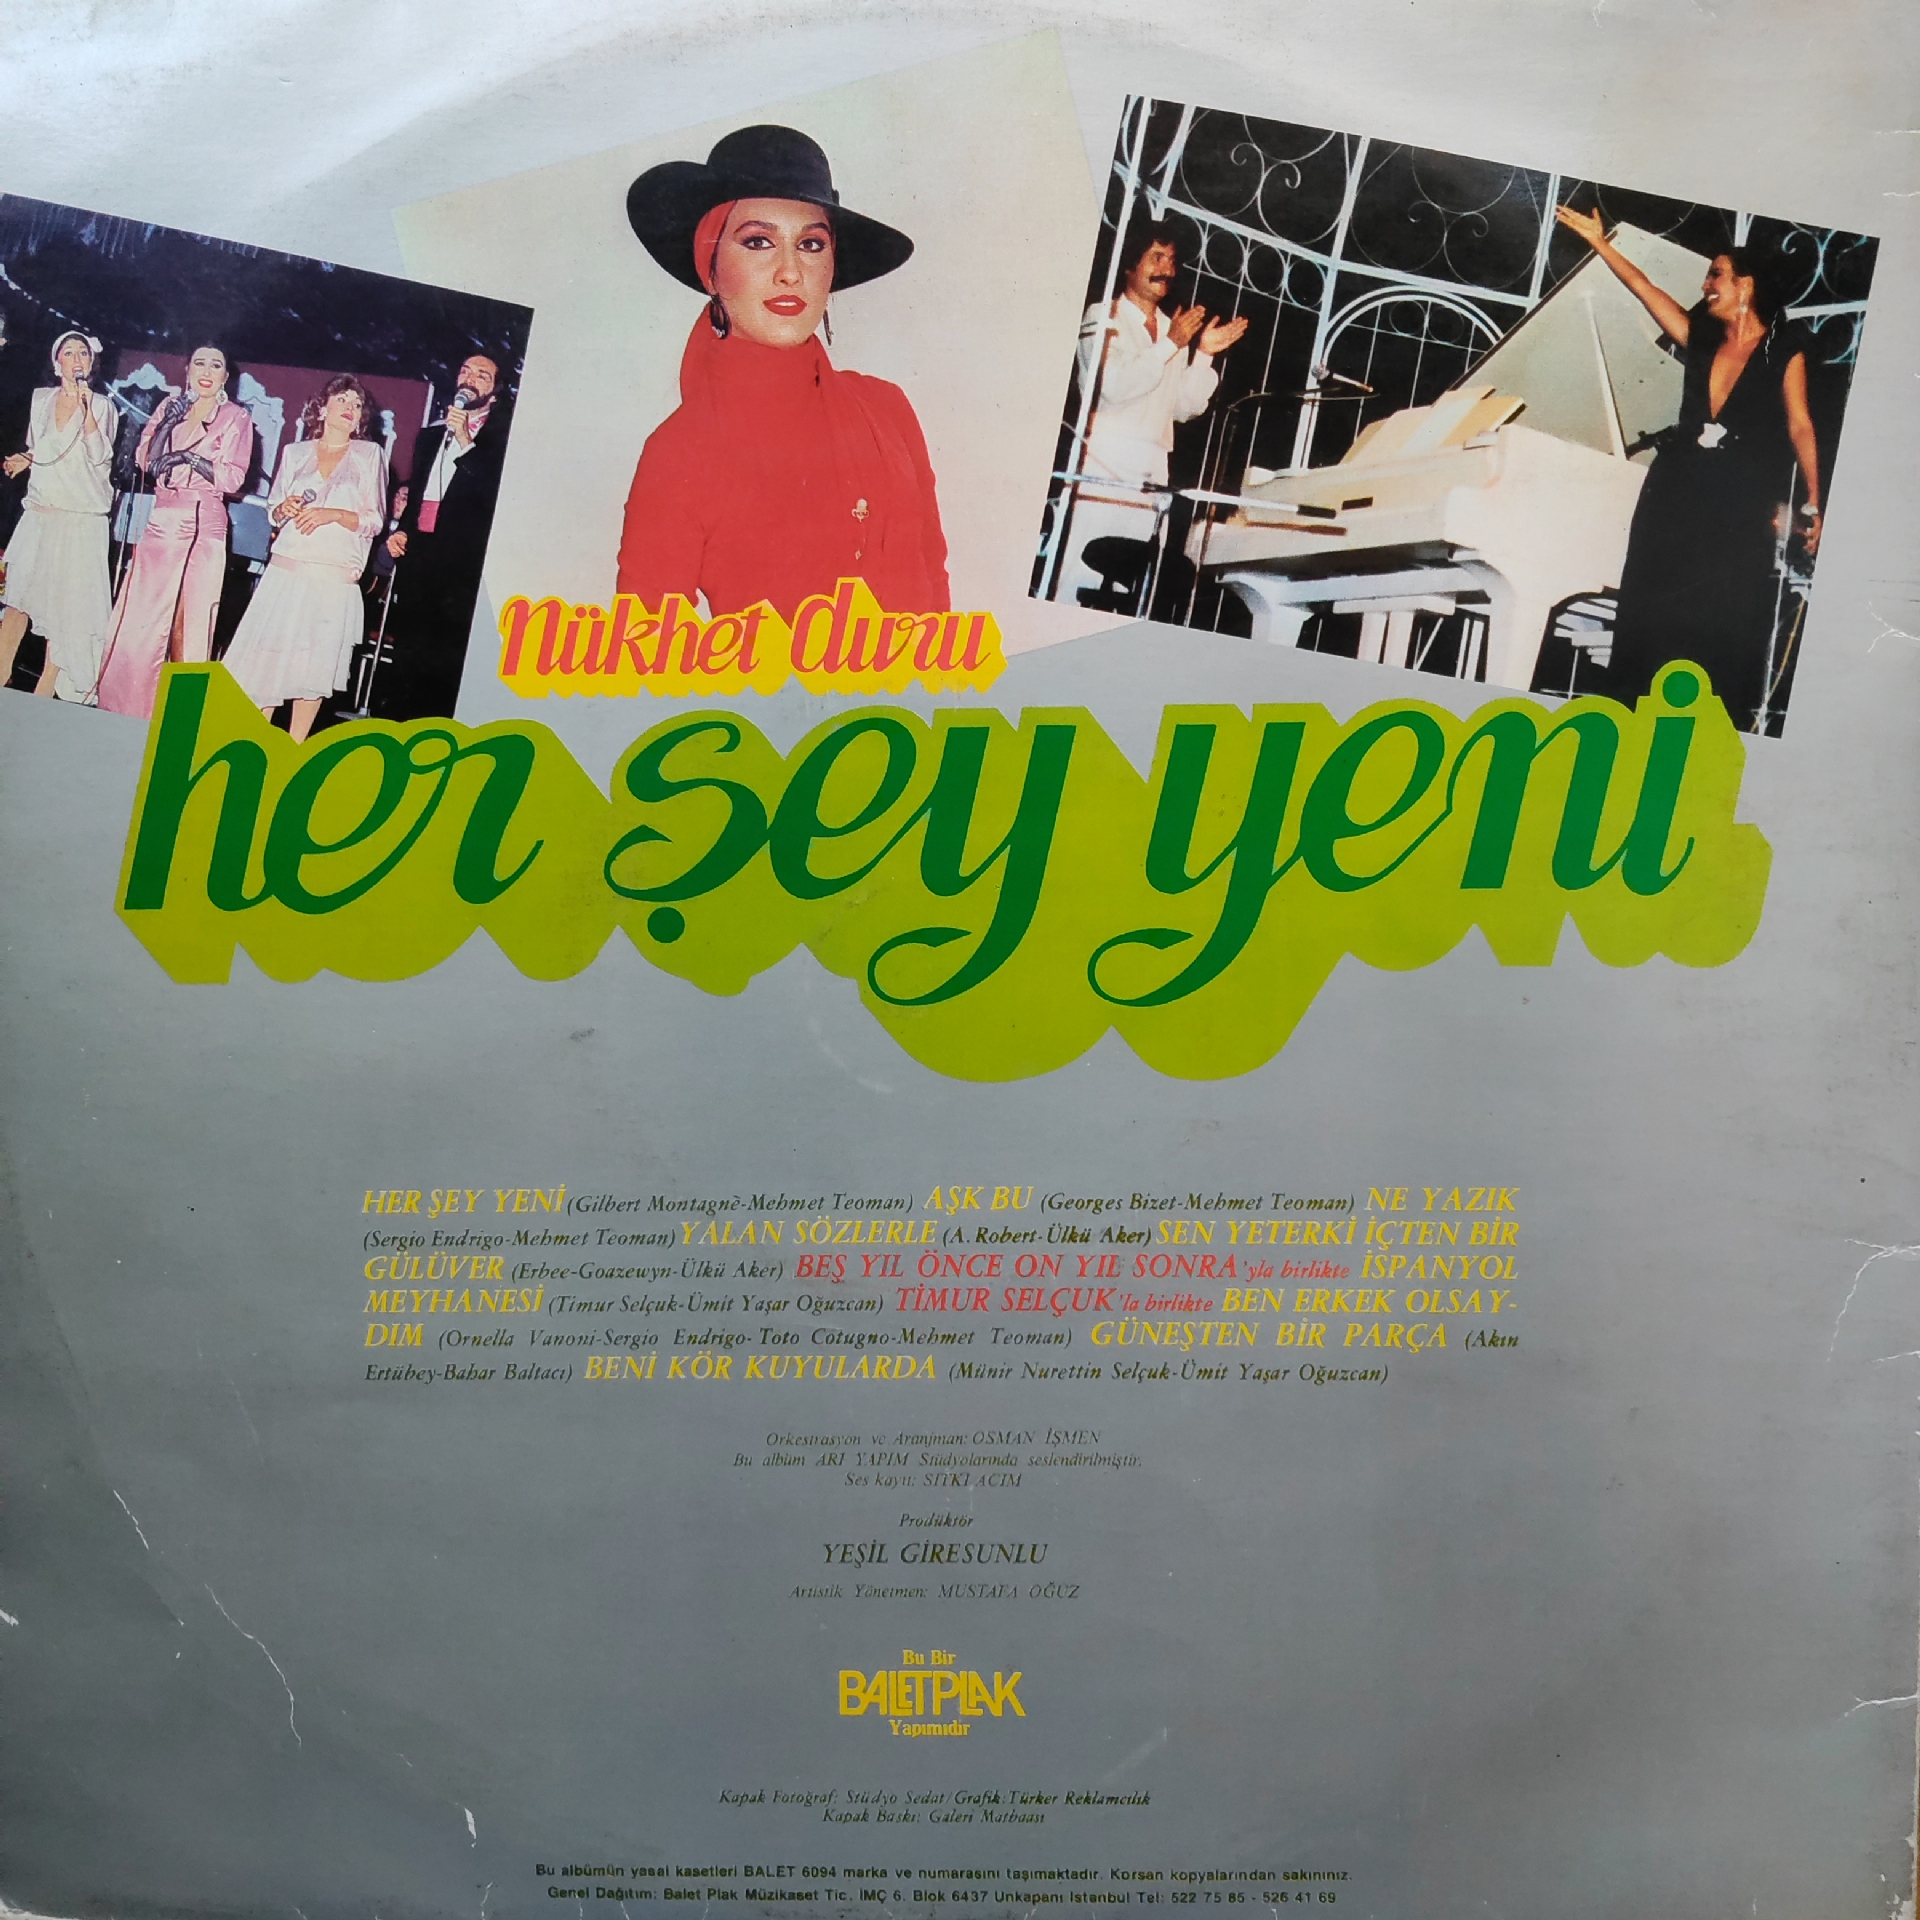 nükhet duru
her şey yeni
HER ŞEY YENİ (Gilbert Montagnè-Mehmet Teoman) AŞK BU (Georges Bizet-Mehmet Teoman) NE YAZIK
(Sergio Endrigo-Mehmet Teoman) YALAN SÖZLERLE (A. Robert-Ülkü Aker) SEN YETERKİ İÇTEN BİR
GÜLÜVER (Erbee-Goazewyn-Ülkü Aker) BEŞ YIL ÖNCE ON YIL SONRA'yla birlikte İSPANYOL
MEYHANESİ (Timur Selçuk-Ümit Yaşar Oğuzcan) TİMUR SELÇUK'la birlikte BEN ERKEK OLSAY-
DIM (Ornella Vanoni-Sergio Endrigo-Toto Cotugno-Mehmet Teoman) GÜNEŞTEN BİR PARÇA (Akın
Ertübey-Bahar Baltacı) BENİ KÖR KUYULARDA (Münir Nurettin Selçuk-Ümit Yaşar Oğuzcan)
Orkestrasyon ve Aranjman: OSMAN İŞMEN
Bu albüm ARI YAPIM Stüdyolarında seslendirilmiştir.
Ses kayıt: SITKI ACIM
Prodüktör
YEŞİL GİRESUNLU
Artistik Yönetmen: MUSTAFA OĞUZ
Bu Bir
BALET PLAK
Yapımıdır
Kapak Fotoğraf: Stüdyo Sedat/Grafik: Türker Reklamcılık
Kapak Baskı: Galeri Matbaası
Bu albümün yasal kasetleri BALET 6094 marka ve numarasını taşımaktadır. Korsan kopyalarından sakınınız.
Genel Dağıtım: Balet Plak Müzikaset Tic. İMÇ 6. Blok 6437 Unkapanı İstanbul Tel: 522 75 85 - 526 41 69